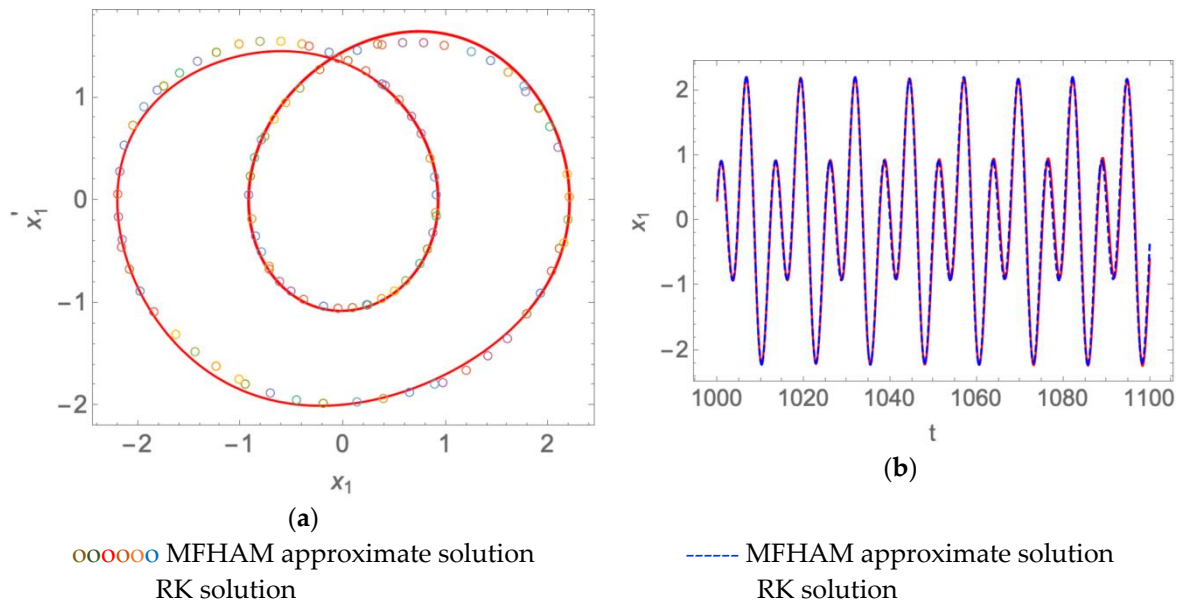 1
0
−1
−2
x₁′
−2
−1
0
1
2
x₁
(a)
2
1
0
−1
−2
x₁
1000
1020
1040
1060
1080
1100
t
(b)
oooooo MFHAM approximate solution
RK solution
------ MFHAM approximate solution
RK solution